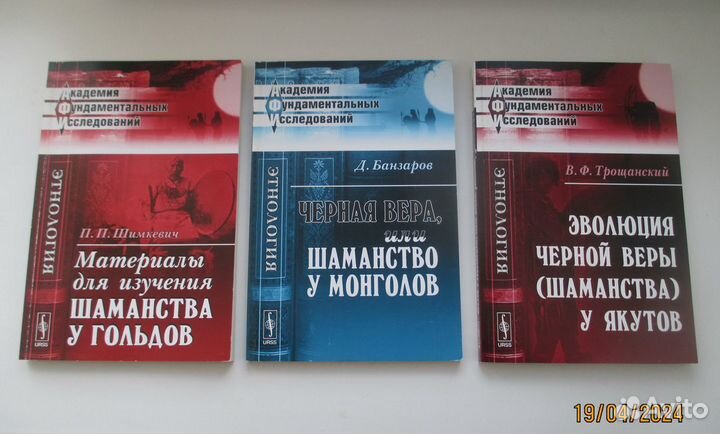 Академия
Фундаментальных
Исследований
ЭТНОЛОГИЯ
П. П. Шимкевич
Материалы
для изучения
ШАМАНСТВА
У ГОЛЬДОВ
URSS
Академия
Фундаментальных
Исследований
ЭТНОЛОГИЯ
Д. Банзаров
ЧЕРНАЯ ВЕРА,
или
ШАМАНСТВО
У МОНГОЛОВ
URSS
Академия
Фундаментальных
Исследований
ЭТНОЛОГИЯ
В. Ф. Трощанский
ЭВОЛЮЦИЯ
ЧЕРНОЙ ВЕРЫ
(ШАМАНСТВА)
У ЯКУТОВ
URSS
19/04/2024
Avito